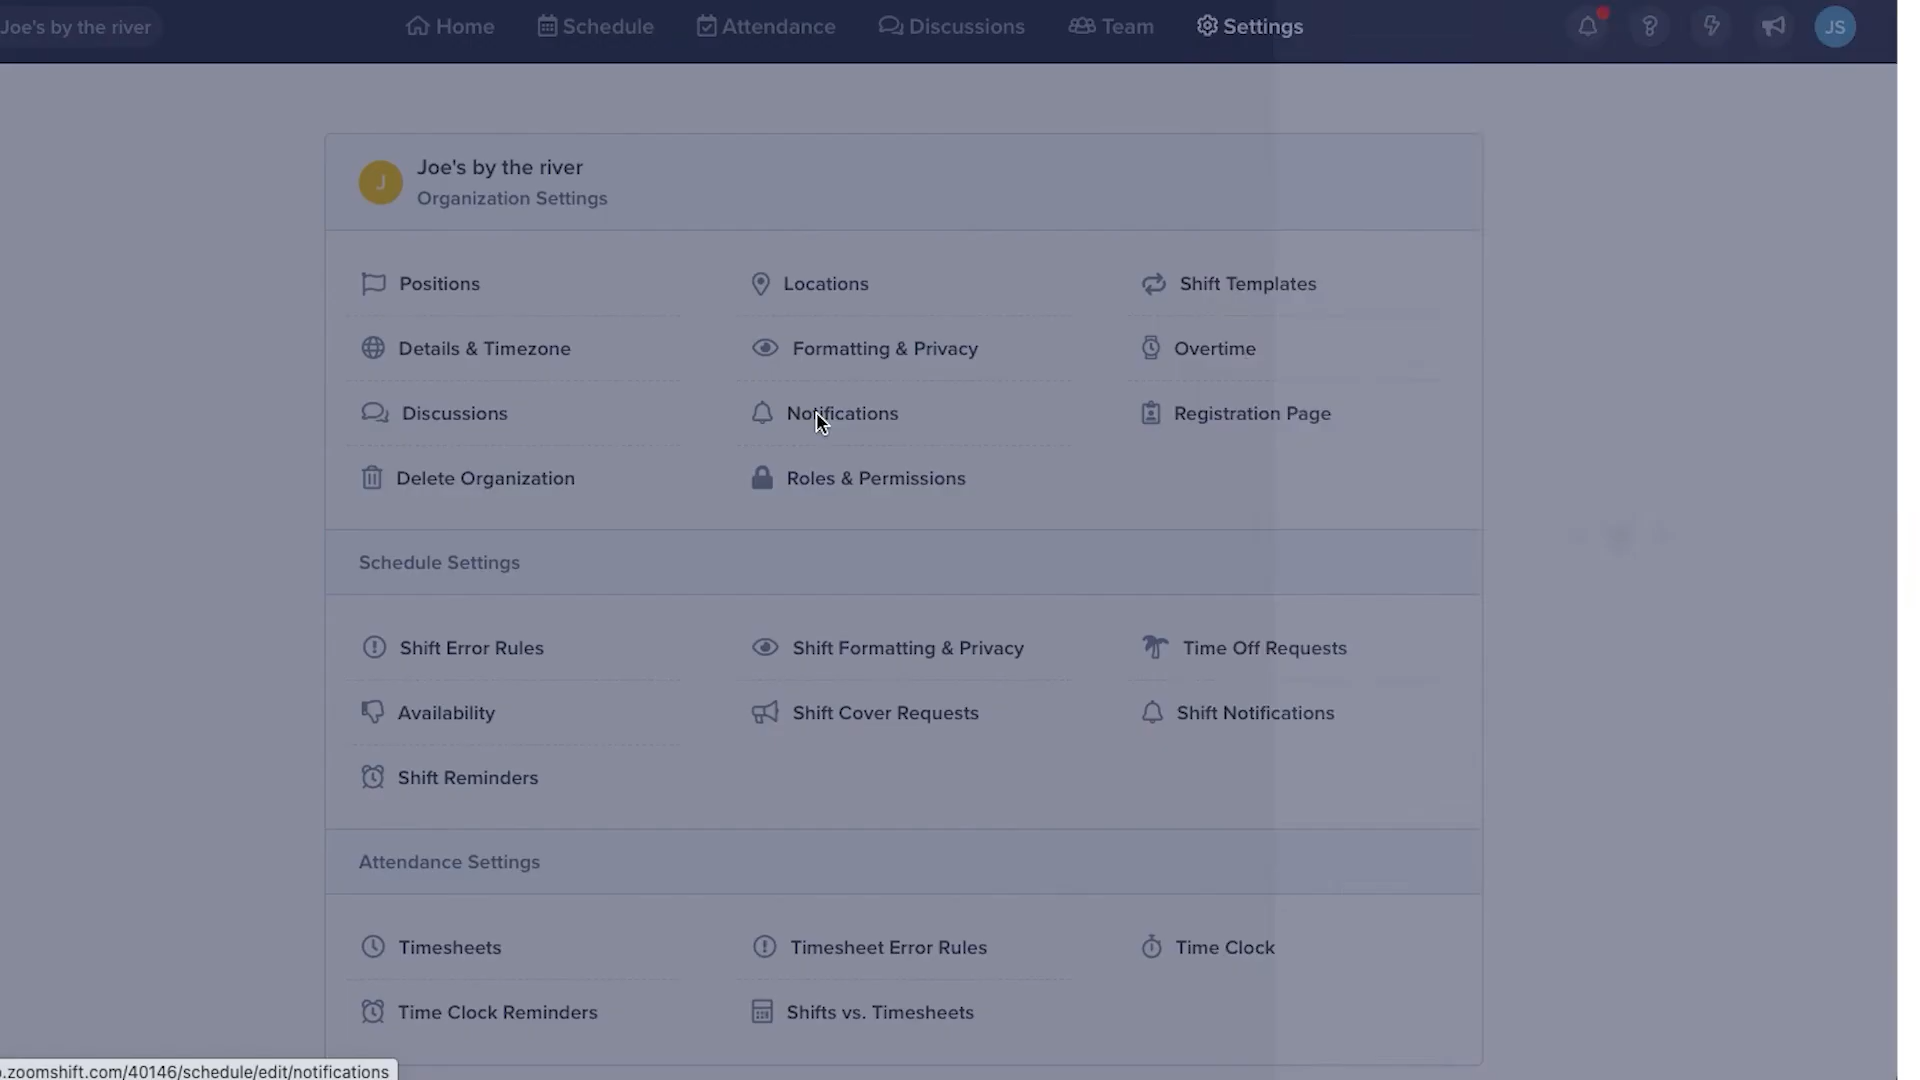 Joe's by the river
Home
Schedule
Attendance
Discussions
Team
Settings
JS
J
Joe's by the river
Organization Settings
Positions
Locations
Shift Templates
Details & Timezone
Formatting & Privacy
Overtime
Discussions
Notifications
Registration Page
Delete Organization
Roles & Permissions
Schedule Settings
Shift Error Rules
Shift Formatting & Privacy
Time Off Requests
Availability
Shift Cover Requests
Shift Notifications
Shift Reminders
Attendance Settings
Timesheets
Timesheet Error Rules
Time Clock
Time Clock Reminders
Shifts vs. Timesheets
.zoomshift.com/40146/schedule/edit/notifications